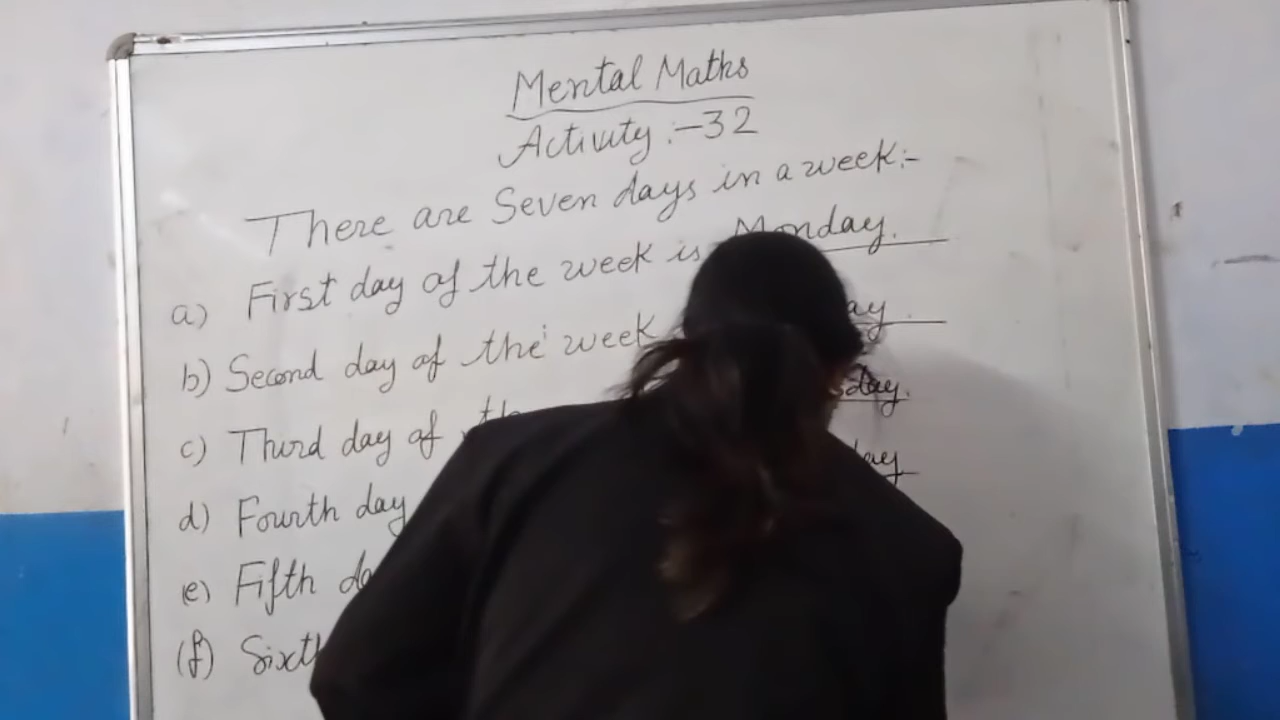 Mental Maths
Activity :- 32
There are Seven days in a week :-
a) First day of the week is Monday.
b) Second day of the week
c) Third day of
d) Fourth day
e) Fifth
(f) Sixth